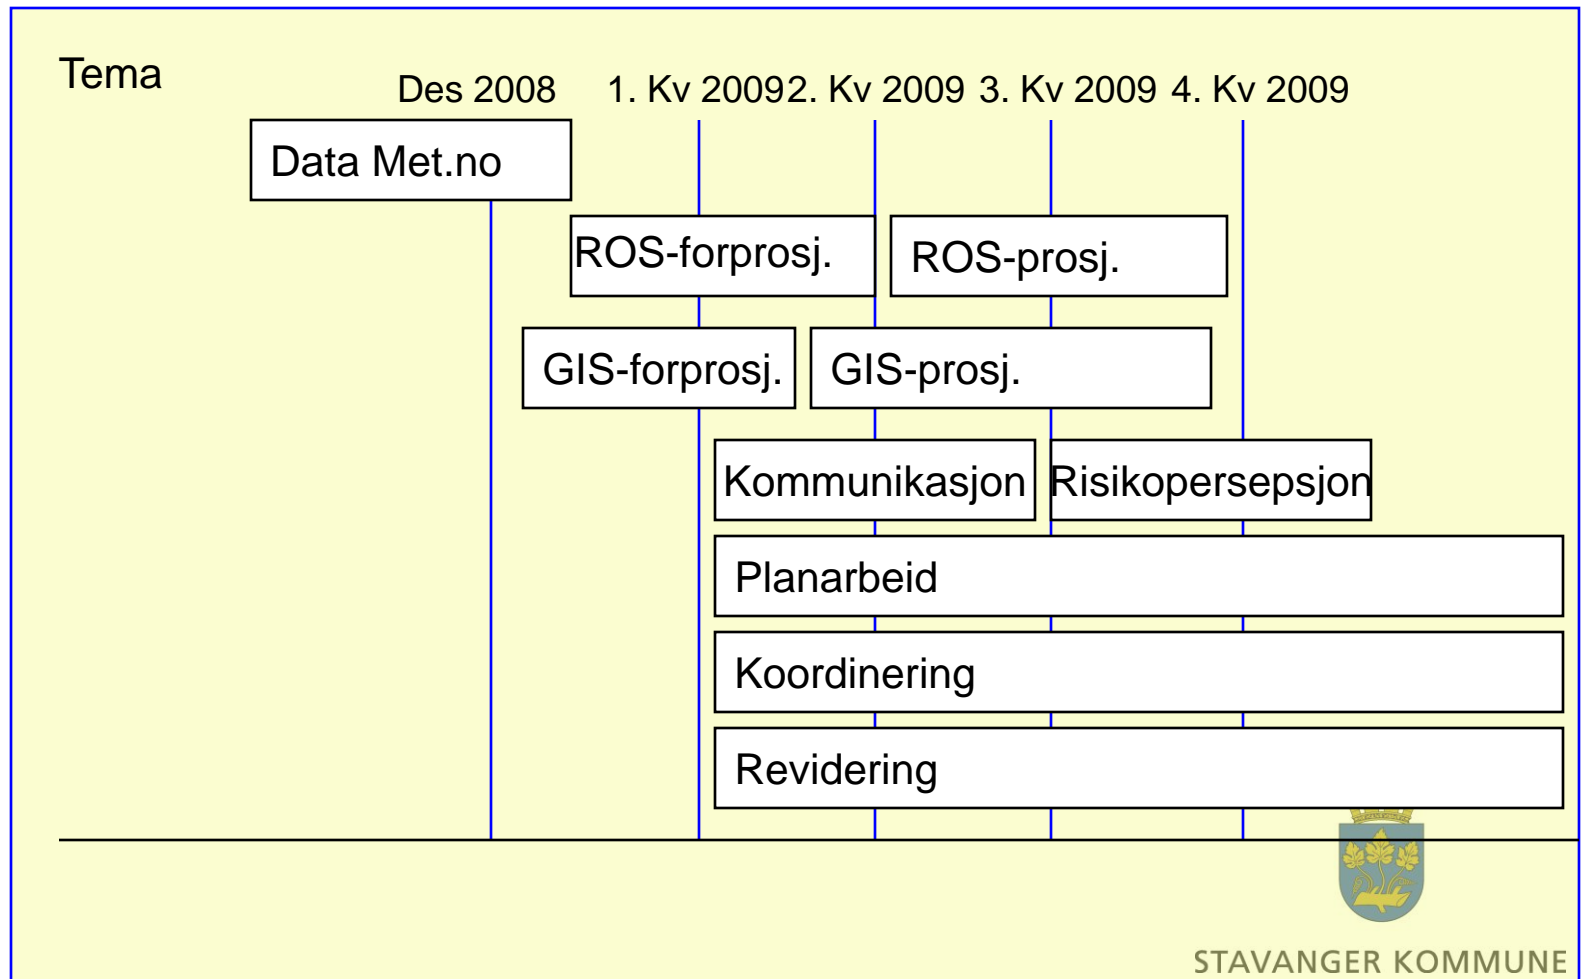 Tema
Des 2008 1. Kv 2009 2. Kv 2009 3. Kv 2009 4. Kv 2009
Data Met.no
ROS-forprosj. ROS-prosj.
GIS-forprosj. GIS-prosj.
Kommunikasjon Risikopersepsjon
Planarbeid
Koordinering
Revidering
STAVANGER KOMMUNE